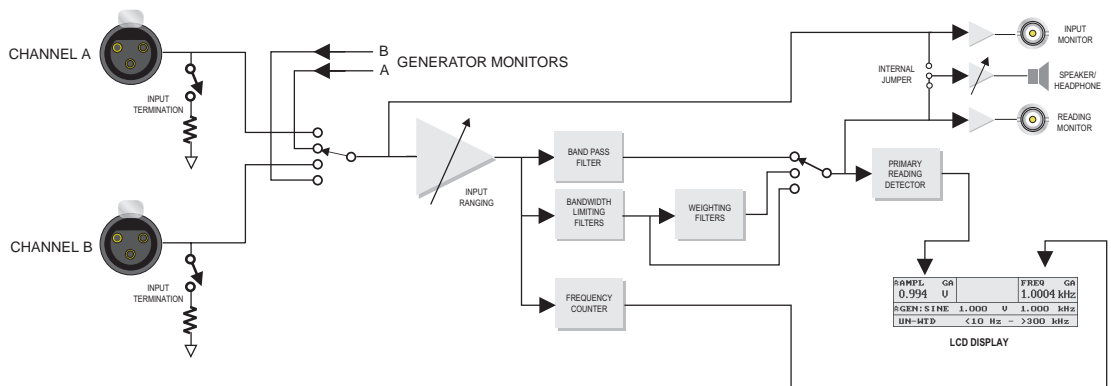 CHANNEL A
INPUT
TERMINATION
B
A
GENERATOR MONITORS
INTERNAL
JUMPER
INPUT
MONITOR
SPEAKER/
HEADPHONE
READING
MONITOR
INPUT
RANGING
BAND PASS
FILTER
BANDWIDTH
LIMITING
FILTERS
WEIGHTING
FILTERS
PRIMARY
READING
DETECTOR
CHANNEL B
INPUT
TERMINATION
FREQUENCY
COUNTER
≙AMPL GA FREQ GA
0.994 V 1.0004 kHz
≙GEN:SINE 1.000 V 1.000 kHz
UN-WTD <10 Hz - >300 kHz
LCD DISPLAY